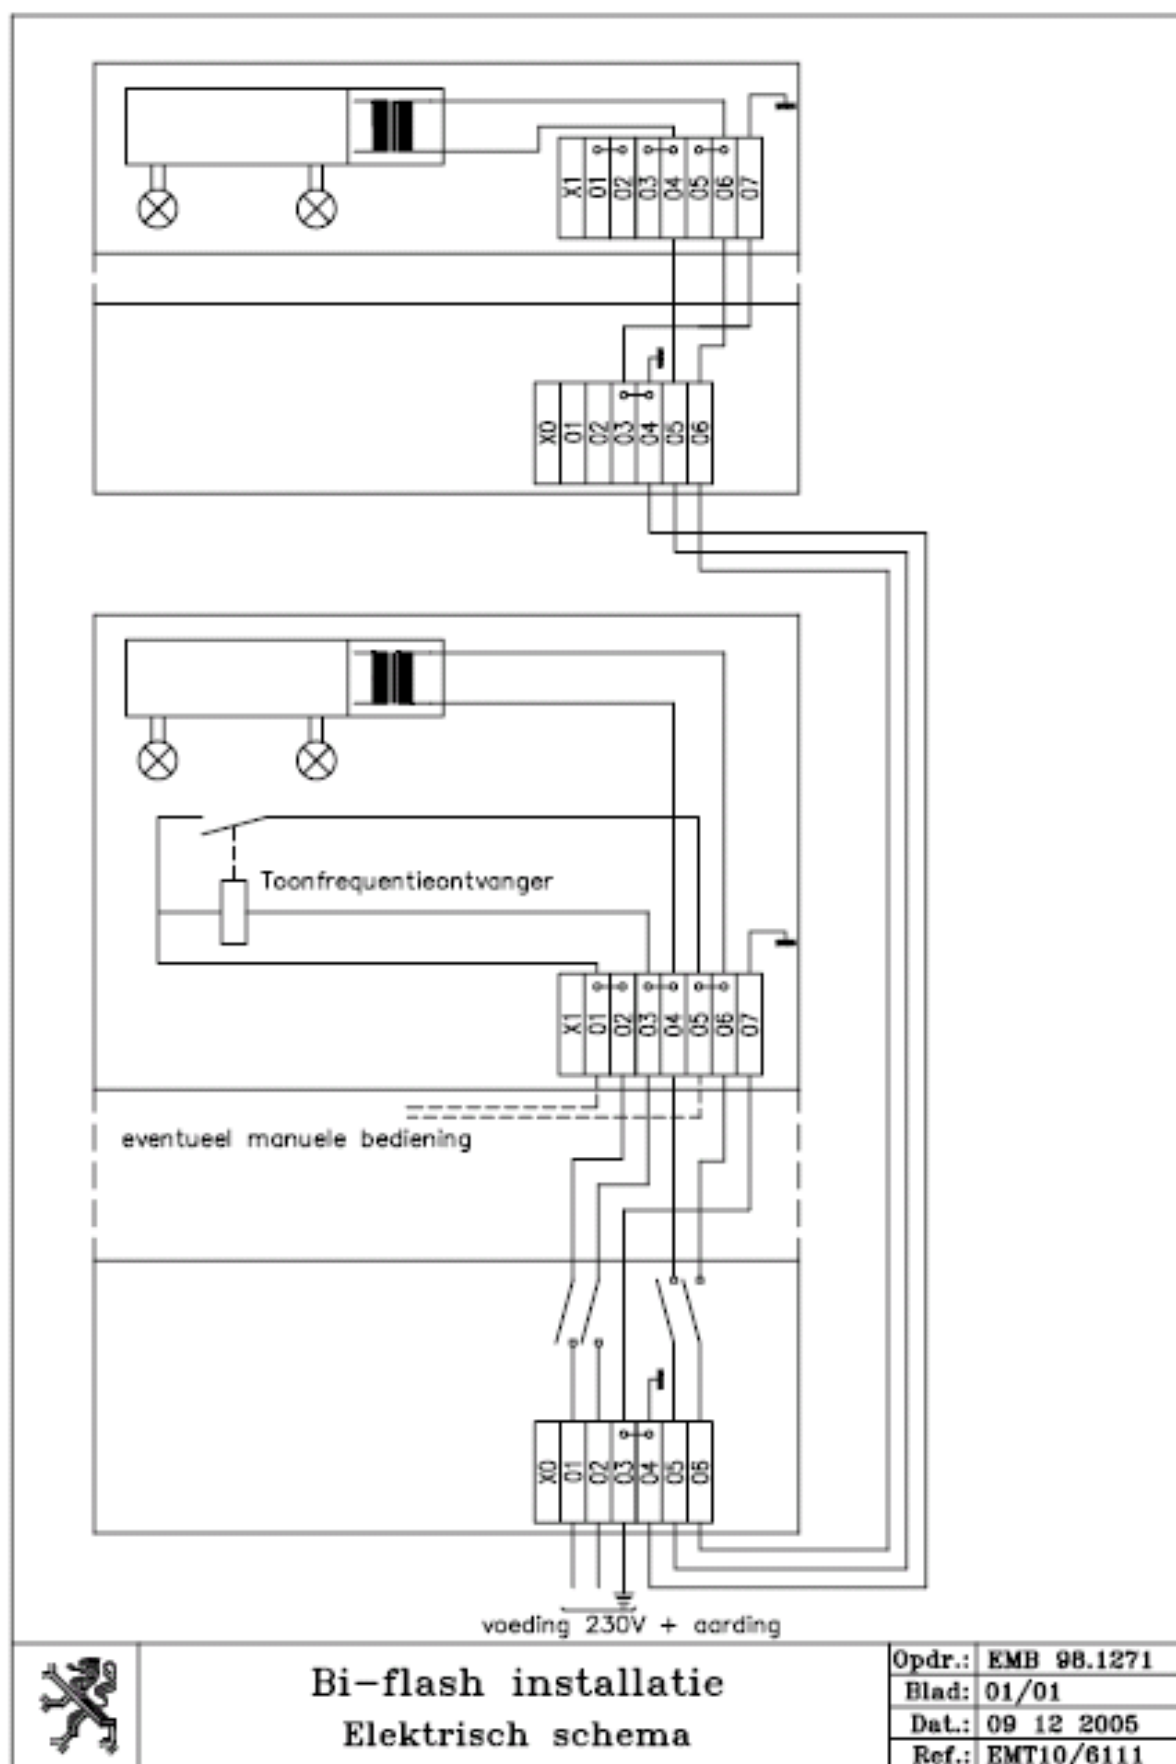 X1 01 02 03 04 05 06 07
X0 01 02 03 04 05 06
Toonfrequentieontvanger
X1 01 02 03 04 05 06 07
eventueel manuele bediening
X0 01 02 03 04 05 06
voeding 230V + aarding
Bi-flash installatie
Elektrisch schema
Opdr.: EMB 98.1271
Blad: 01/01
Dat.: 09 12 2005
Ref.: EMT10/6111